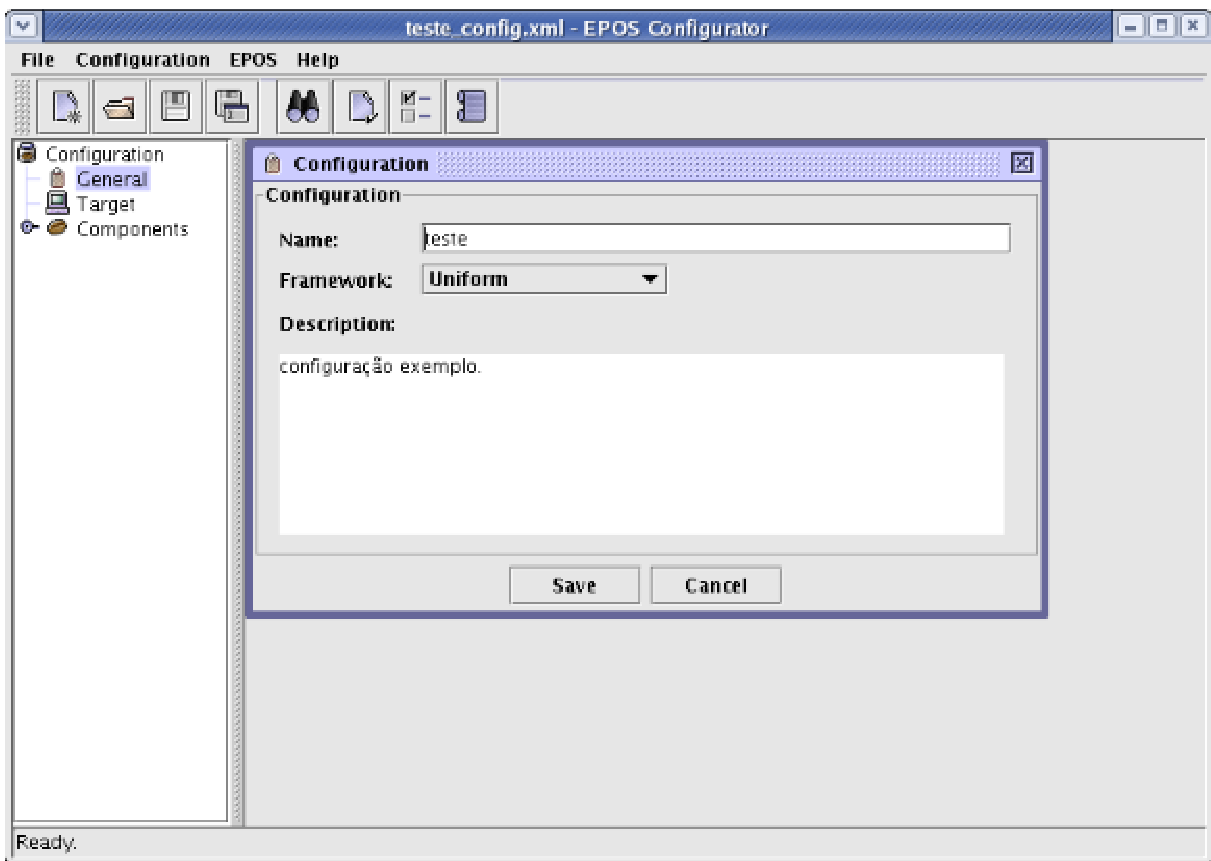 teste_config.xml - EPOS Configurator
File Configuration EPOS Help
Configuration
General
Target
Components
Configuration
Configuration
Name: teste
Framework: Uniform
Description:
configuração exemplo.
Save Cancel
Ready.